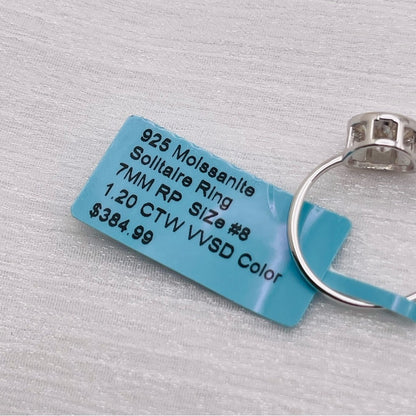 925 Moissanite
Solitaire Ring
7MM RP Size #8
1.20 CTW VVSD Color
$384.99